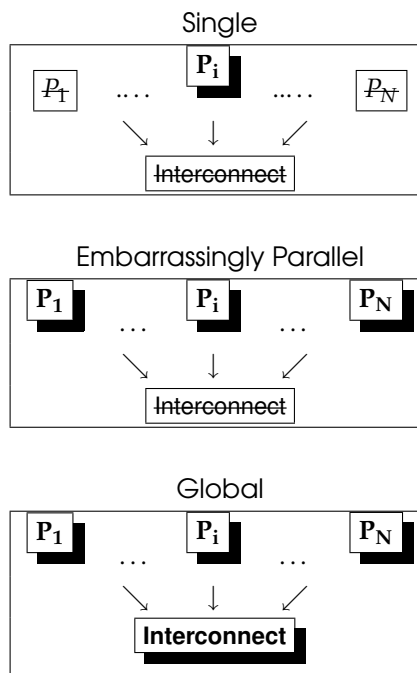 Single
P1 ..... Pi ...... PN
Interconnect
Embarrassingly Parallel
P1 ... Pi ... PN
Interconnect
Global
P1 ... Pi ... PN
Interconnect